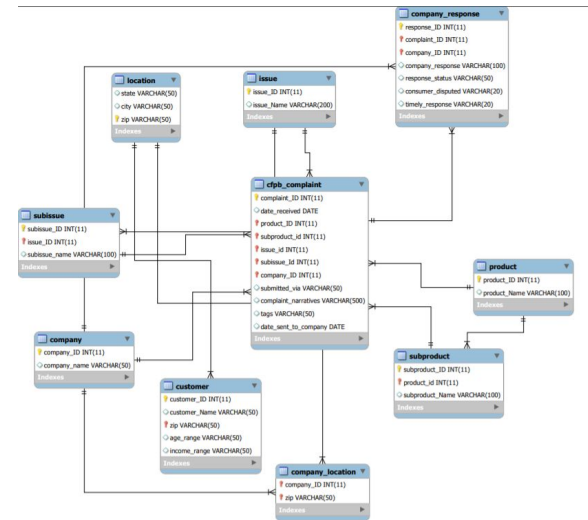 company_response
response_ID INT(11)
complaint_ID INT(11)
company_ID INT(11)
company_response VARCHAR(100)
response_status VARCHAR(50)
consumer_disputed VARCHAR(20)
timely_response VARCHAR(20)
Indexes
location
state VARCHAR(50)
city VARCHAR(50)
zip VARCHAR(50)
Indexes
issue
issue_ID INT(11)
issue_Name VARCHAR(200)
Indexes
cfpb_complaint
complaint_ID INT(11)
date_received DATE
product_ID INT(11)
subproduct_id INT(11)
issue_id INT(11)
subissue_Id INT(11)
company_ID INT(11)
submitted_via VARCHAR(50)
complaint_narratives VARCHAR(500)
tags VARCHAR(50)
date_sent_to_company DATE
Indexes
subissue
subissue_ID INT(11)
issue_ID INT(11)
subissue_name VARCHAR(100)
Indexes
product
product_ID INT(11)
product_Name VARCHAR(100)
Indexes
company
company_ID INT(11)
company_name VARCHAR(50)
Indexes
subproduct
subproduct_ID INT(11)
product_id INT(11)
subproduct_Name VARCHAR(100)
Indexes
customer
customer_ID INT(11)
customer_Name VARCHAR(50)
zip VARCHAR(50)
age_range VARCHAR(50)
income_range VARCHAR(50)
Indexes
company_location
company_ID INT(11)
zip VARCHAR(50)
Indexes